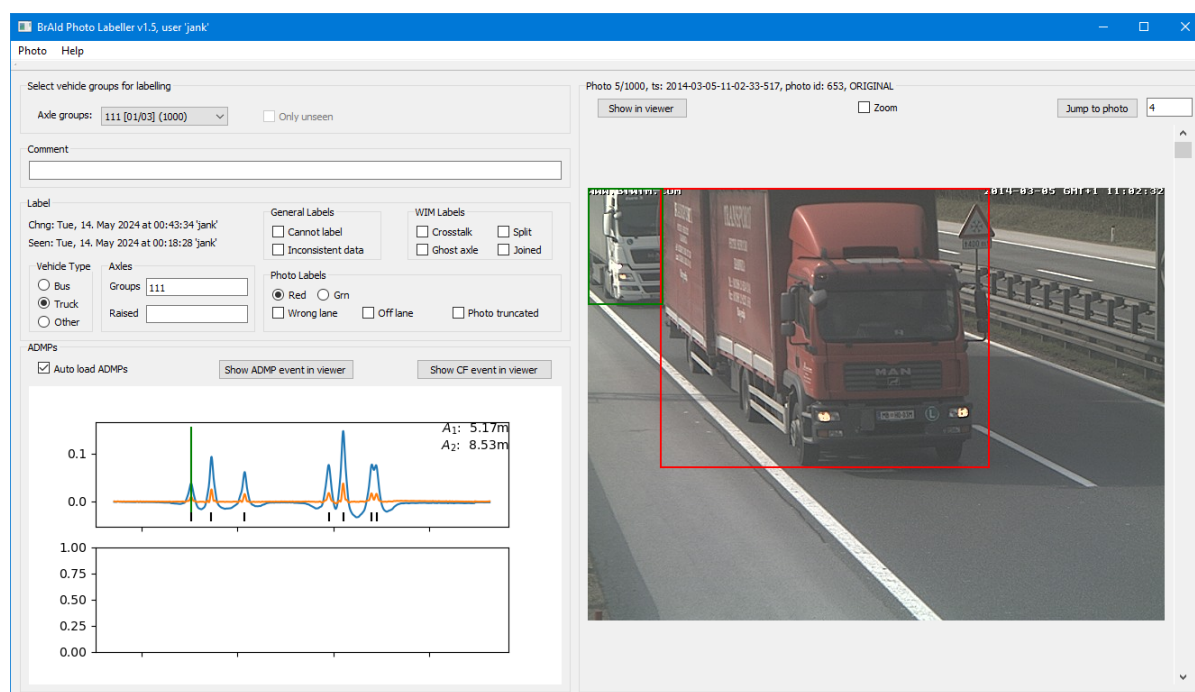 BrAId Photo Labeller v1.5, user 'jank'
Photo Help
Select vehicle groups for labelling
Axle groups: 111 [01/03] (1000) Only unseen
Comment
Label
Chng: Tue, 14. May 2024 at 00:43:34 'jank'
Seen: Tue, 14. May 2024 at 00:18:28 'jank'
General Labels
Cannot label
Inconsistent data
WIM Labels
Crosstalk Split
Ghost axle Joined
Vehicle Type
Bus
Truck
Other
Axles
Groups 111
Raised
Photo Labels
Red Grn
Wrong lane Off lane Photo truncated
ADMPs
Auto load ADMPs Show ADMP event in viewer Show CF event in viewer
A1: 5.17m
A2: 8.53m
0.1
0.0
1.00
0.75
0.50
0.25
0.00
Photo 5/1000, ts: 2014-03-05-11-02-33-517, photo id: 653, ORIGINAL
Show in viewer Zoom Jump to photo 4
2014-03-05 GMT+1 11:02:32
TRANSPORT
MAN